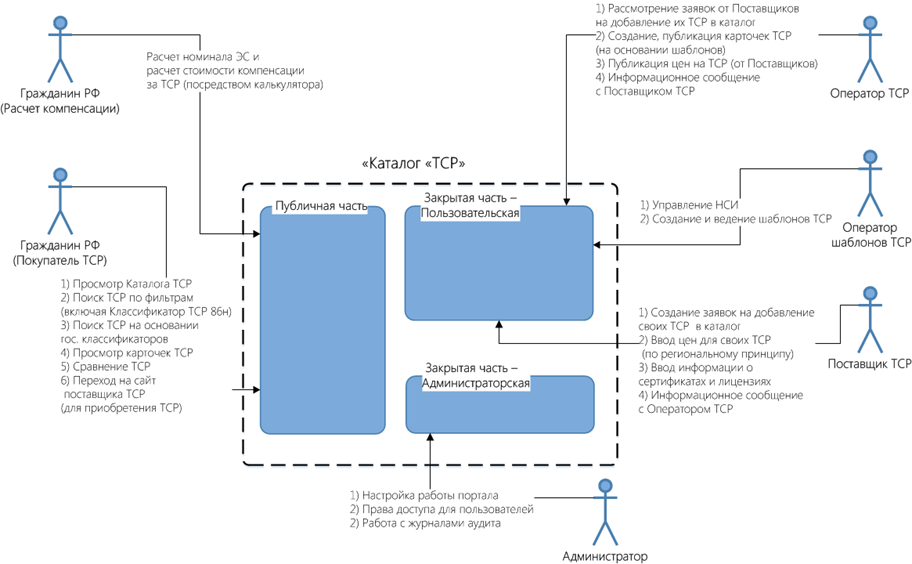 Гражданин РФ
(Расчет компенсации)
Расчет номинала ЭС и
расчет стоимости компенсации
за ТСР (посредством калькулятора)
1) Рассмотрение заявок от Поставщиков
на добавление их ТСР в каталог
2) Создание, публикация карточек ТСР
(на основании шаблонов)
3) Публикация цен на ТСР (от Поставщиков)
4) Информационное сообщение
с Поставщиком ТСР
Оператор ТСР
«Каталог «ТСР»
Публичная часть
Закрытая часть –
Пользовательская
Закрытая часть –
Администраторская
Гражданин РФ
(Покупатель ТСР)
1) Просмотр Каталога ТСР
2) Поиск ТСР по фильтрам
(включая Классификатор ТСР 86н)
3) Поиск ТСР на основании
гос. классификаторов
4) Просмотр карточек ТСР
5) Сравнение ТСР
6) Переход на сайт
поставщика ТСР
(для приобретения ТСР)
1) Управление НСИ
2) Создание и ведение шаблонов ТСР
Оператор
шаблонов ТСР
1) Создание заявок на добавление
своих ТСР в каталог
2) Ввод цен для своих ТСР
(по региональному принципу)
3) Ввод информации о
сертификатах и лицензиях
4) Информационное сообщение
с Оператором ТСР
Поставщик ТСР
1) Настройка работы портала
2) Права доступа для пользователей
2) Работа с журналами аудита
Администратор